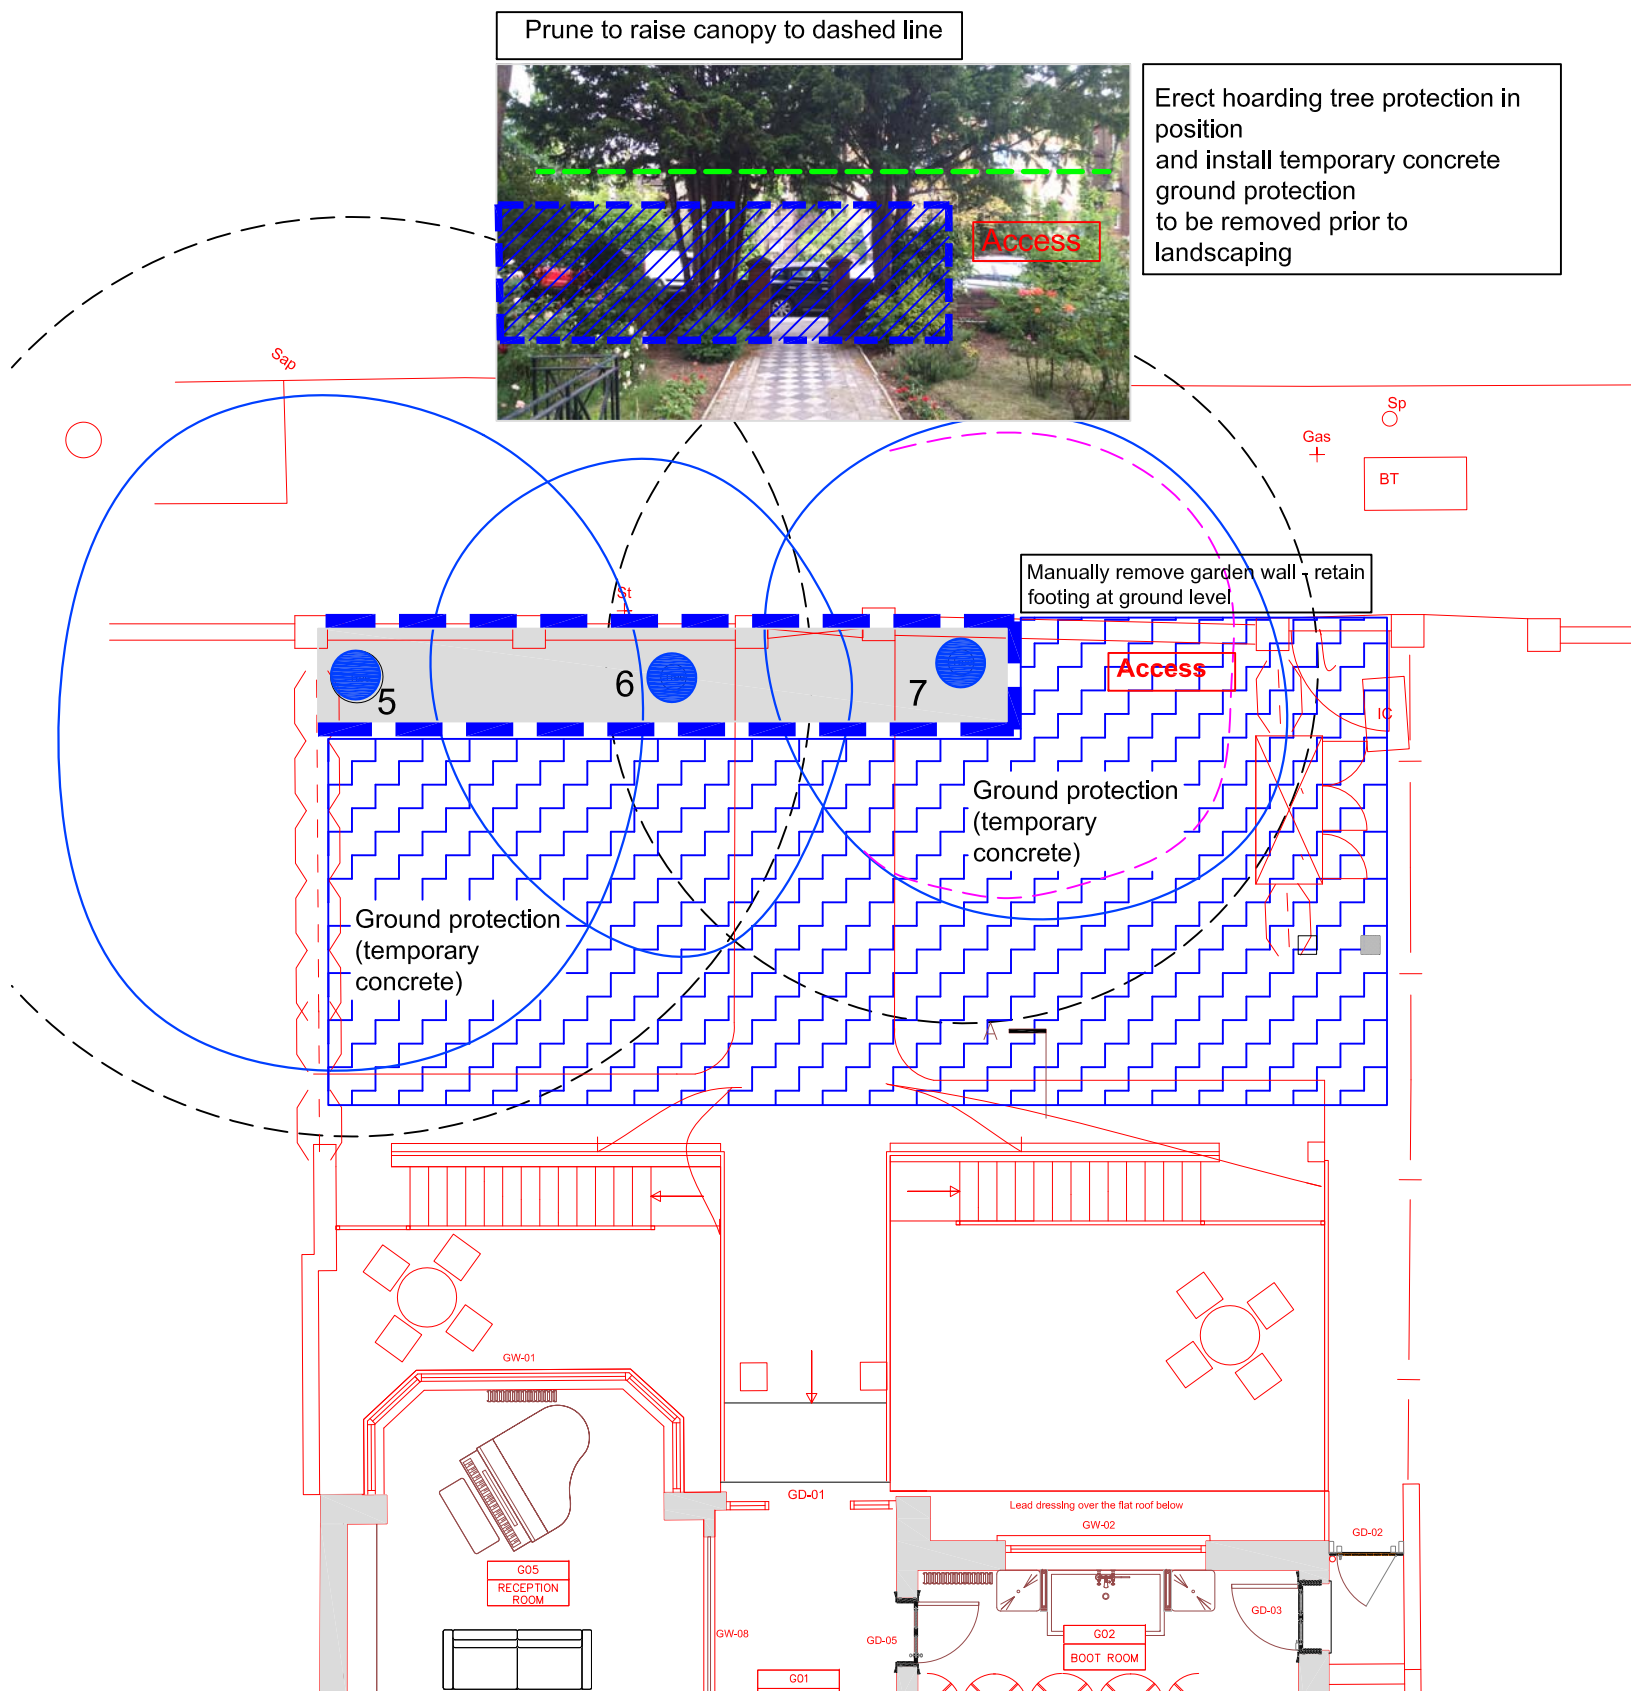 Prune to raise canopy to dashed line
Erect hoarding tree protection in
position
and install temporary concrete
ground protection
to be removed prior to
landscaping
Access
Sap
Sp
Gas
BT
Manually remove garden wall - retain
footing at ground level
St
Access
5
6
7
IC
Ground protection
(temporary
concrete)
Ground protection
(temporary
concrete)
A
GW-01
GD-01
Lead dressing over the flat roof below
GW-02
GD-02
G05
RECEPTION
ROOM
GD-03
GW-08
GD-05
G02
BOOT ROOM
G01